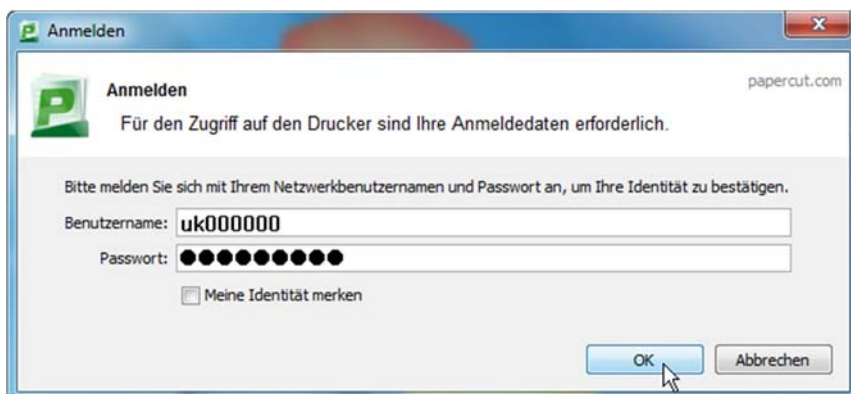 Anmelden
Anmelden
papercut.com
Für den Zugriff auf den Drucker sind Ihre Anmeldedaten erforderlich.
Bitte melden Sie sich mit Ihrem Netzwerkbenutzernamen und Passwort an, um Ihre Identität zu bestätigen.
Benutzername: uk000000
Passwort: ●●●●●●●●●
Meine Identität merken
OK Abbrechen